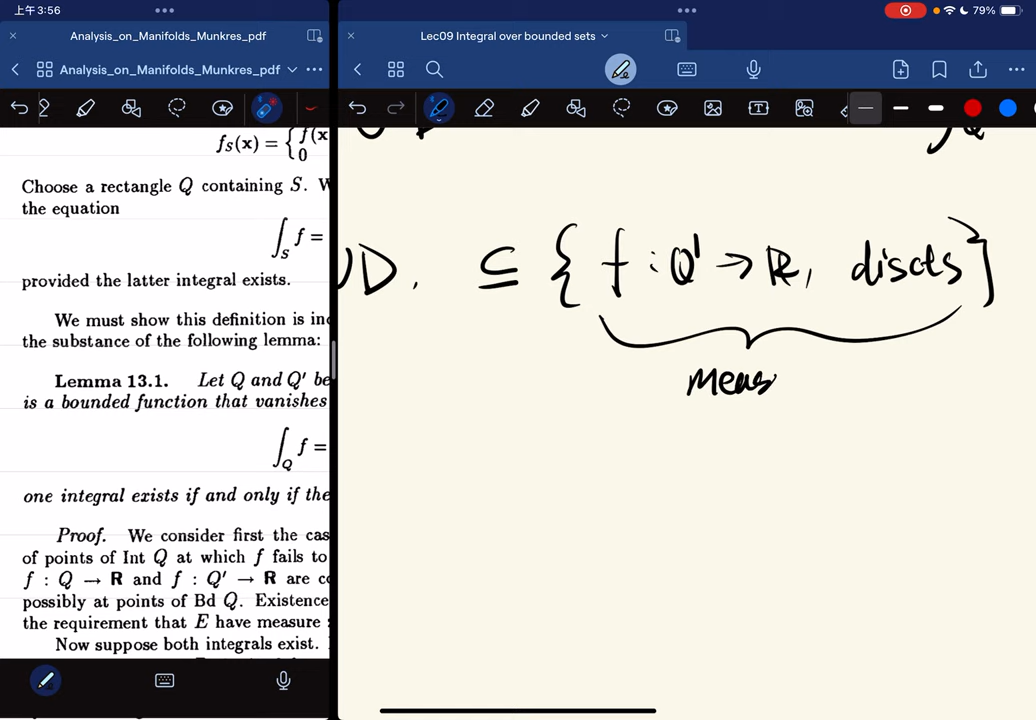 上午 3:56
79%
Analysis_on_Manifolds_Munkres_pdf
Lec09 Integral over bounded sets
Analysis_on_Manifolds_Munkres_pdf
f_S(x) = { f(x
0
Choose a rectangle Q containing S. W
the equation
∫_S f =
provided the latter integral exists.
We must show this definition is in
the substance of the following lemma:
Lemma 13.1. Let Q and Q′ be
is a bounded function that vanishes
∫_Q f =
one integral exists if and only if the
Proof. We consider first the cas
of points of Int Q at which f fails to
f : Q → R and f : Q′ → R are co
possibly at points of Bd Q. Existence
the requirement that E have measure
Now suppose both integrals exist.
UD. ⊆ { f : Q' → R, discts }
meas